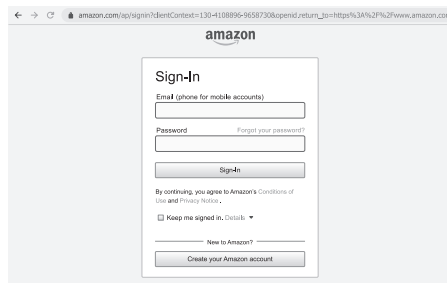 amazon.com/ap/signin?clientContext=130-4108896-9658730&openid.return_to=https%3A%2F%2Fwww.amazon.co
amazon
Sign-In
Email (phone for mobile accounts)
Password Forgot your password?
Sign-In
By continuing, you agree to Amazon's Conditions of
Use and Privacy Notice .
Keep me signed in. Details
New to Amazon?
Create your Amazon account